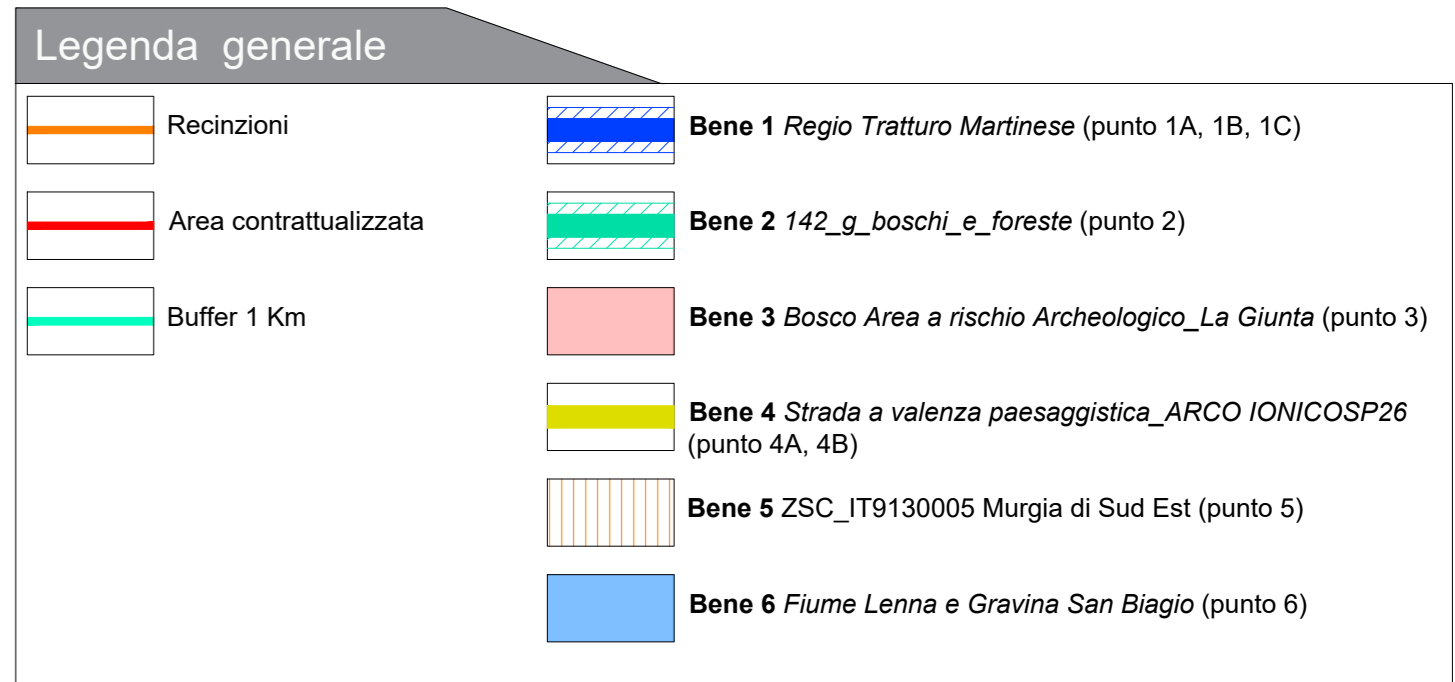 Legenda generale
Recinzioni
Area contrattualizzata
Buffer 1 Km
Bene 1 Regio Tratturo Martinese (punto 1A, 1B, 1C)
Bene 2 142_g_boschi_e_foreste (punto 2)
Bene 3 Bosco Area a rischio Archeologico_La Giunta (punto 3)
Bene 4 Strada a valenza paesaggistica_ARCO IONICOSP26
(punto 4A, 4B)
Bene 5 ZSC_IT9130005 Murgia di Sud Est (punto 5)
Bene 6 Fiume Lenna e Gravina San Biagio (punto 6)